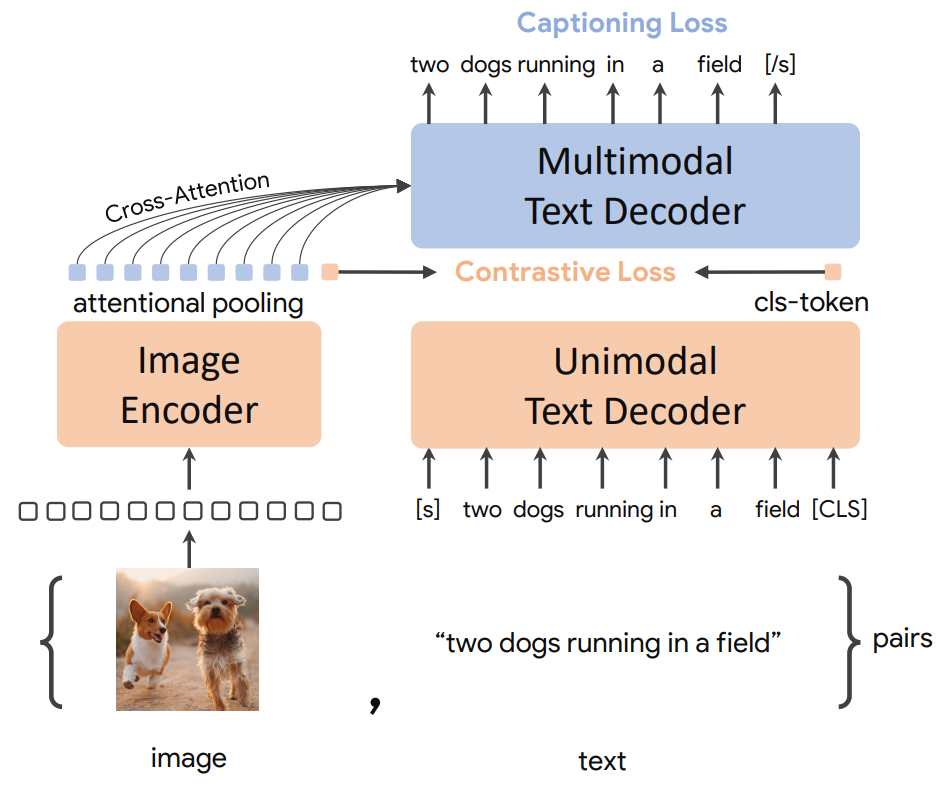 Captioning Loss
two dogs running in a field [/s]
Multimodal
Text Decoder
Cross-Attention
Contrastive Loss
attentional pooling
cls-token
Image
Encoder
Unimodal
Text Decoder
[s] two dogs running in a field [CLS]
“two dogs running in a field”
pairs
,
image
text